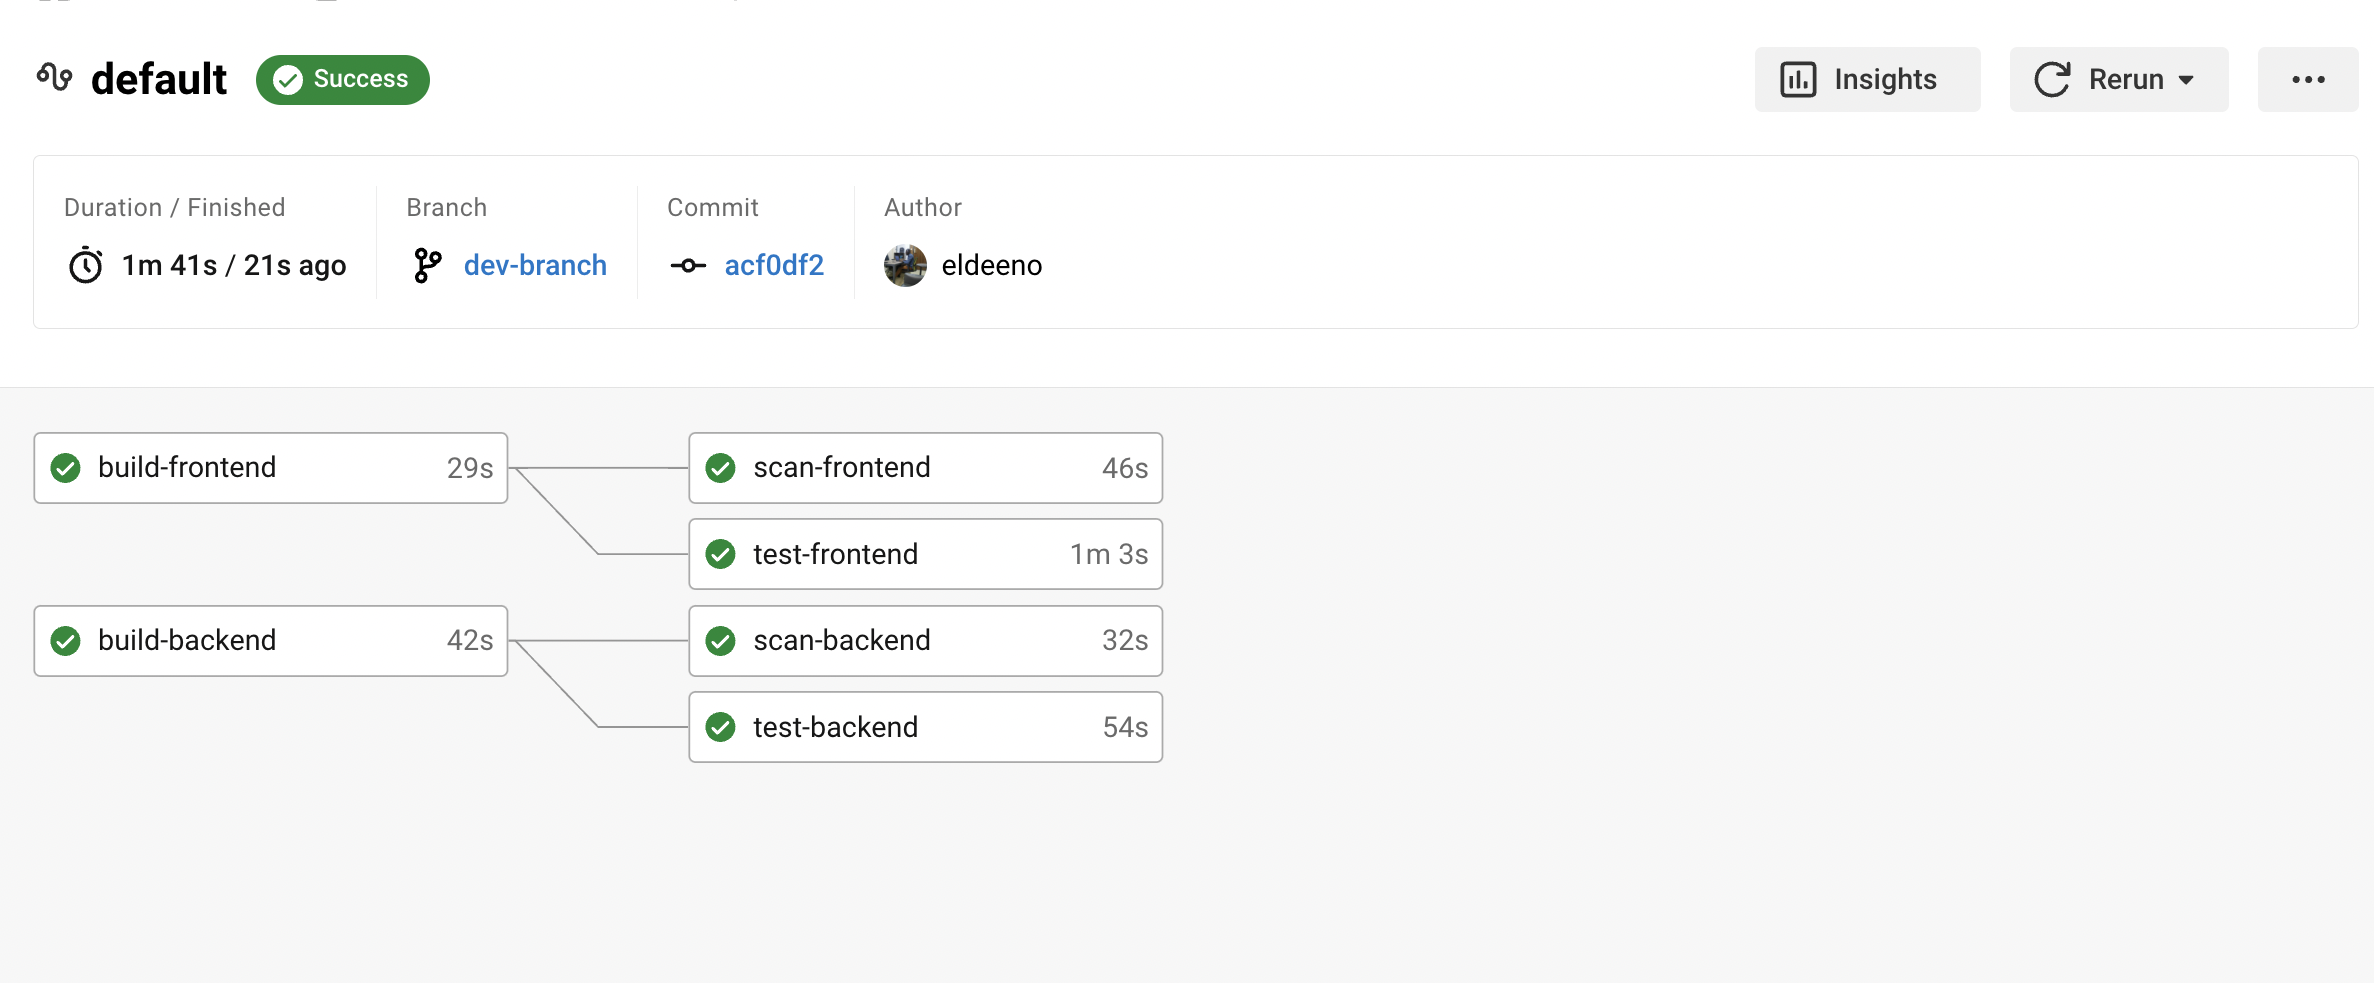 default
Success
Insights
Rerun
Duration / Finished
1m 41s / 21s ago
Branch
dev-branch
Commit
acf0df2
Author
eldeeno
build-frontend 29s
scan-frontend 46s
test-frontend 1m 3s
build-backend 42s
scan-backend 32s
test-backend 54s